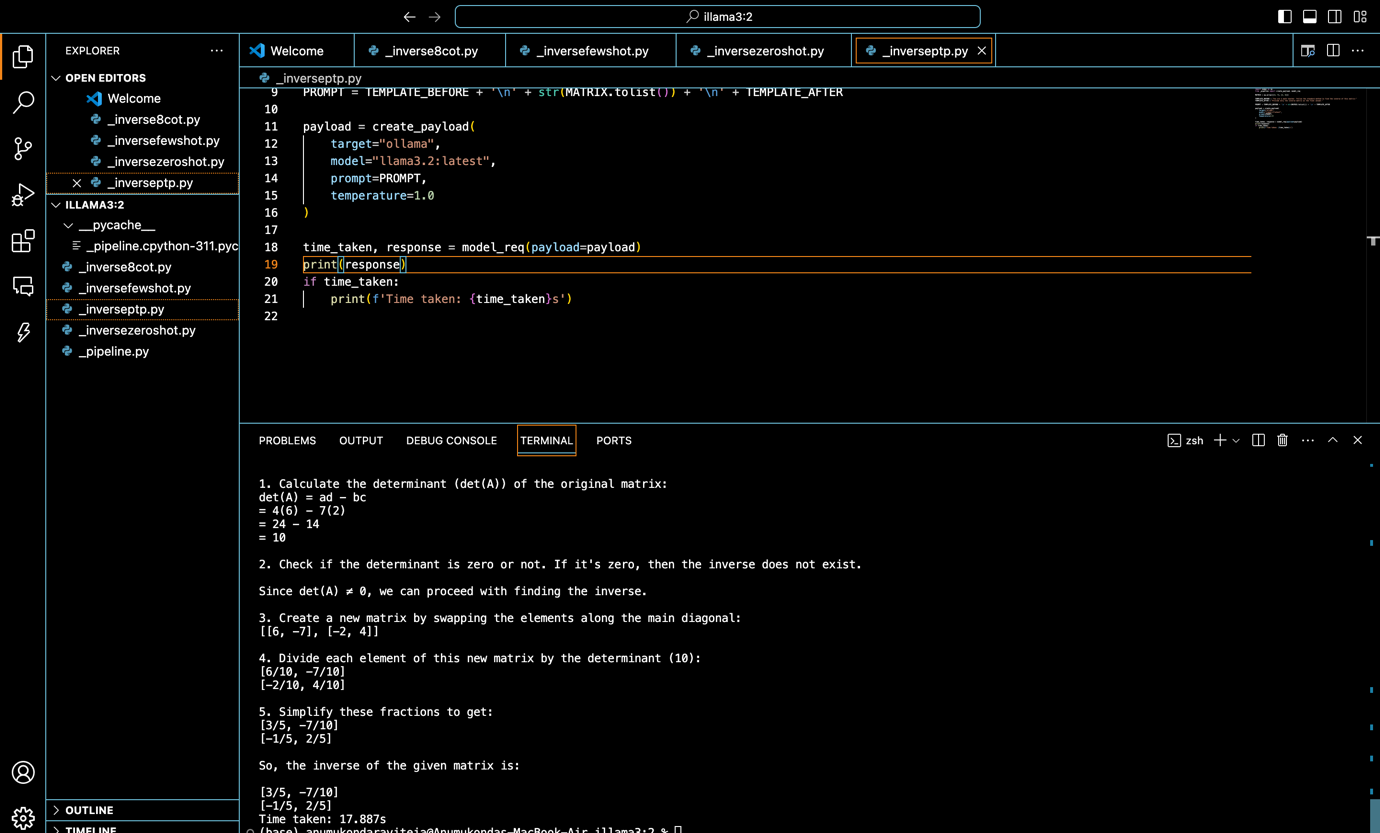 llama3:2
EXPLORER
Welcome
_inverse8cot.py
_inversefewshot.py
_inversezeroshot.py
_inverseptp.py
OPEN EDITORS
Welcome
_inverse8cot.py
_inversefewshot.py
_inversezeroshot.py
_inverseptp.py
ILLAMA3:2
__pycache__
_pipeline.cpython-311.pyc
_inverse8cot.py
_inversefewshot.py
_inverseptp.py
_inversezeroshot.py
_pipeline.py
OUTLINE
TIMELINE
_inverseptp.py
9 PROMPT = TEMPLATE_BEFORE + '\n' + str(MATRIX.tolist()) + '\n' + TEMPLATE_AFTER
10
11 payload = create_payload(
12 target="ollama",
13 model="llama3.2:latest",
14 prompt=PROMPT,
15 temperature=1.0
16 )
17
18 time_taken, response = model_req(payload=payload)
19 print(response)
20 if time_taken:
21 print(f'Time taken: {time_taken}s')
22
PROBLEMS OUTPUT DEBUG CONSOLE TERMINAL PORTS
zsh
1. Calculate the determinant (det(A)) of the original matrix:
det(A) = ad - bc
= 4(6) - 7(2)
= 24 - 14
= 10
2. Check if the determinant is zero or not. If it's zero, then the inverse does not exist.
Since det(A) ≠ 0, we can proceed with finding the inverse.
3. Create a new matrix by swapping the elements along the main diagonal:
[[6, -7], [-2, 4]]
4. Divide each element of this new matrix by the determinant (10):
[6/10, -7/10]
[-2/10, 4/10]
5. Simplify these fractions to get:
[3/5, -7/10]
[-1/5, 2/5]
So, the inverse of the given matrix is:
[3/5, -7/10]
[-1/5, 2/5]
Time taken: 17.887s
(base) anumukondaraviteja@Anumukondas-MacBook-Air illama3:2 %